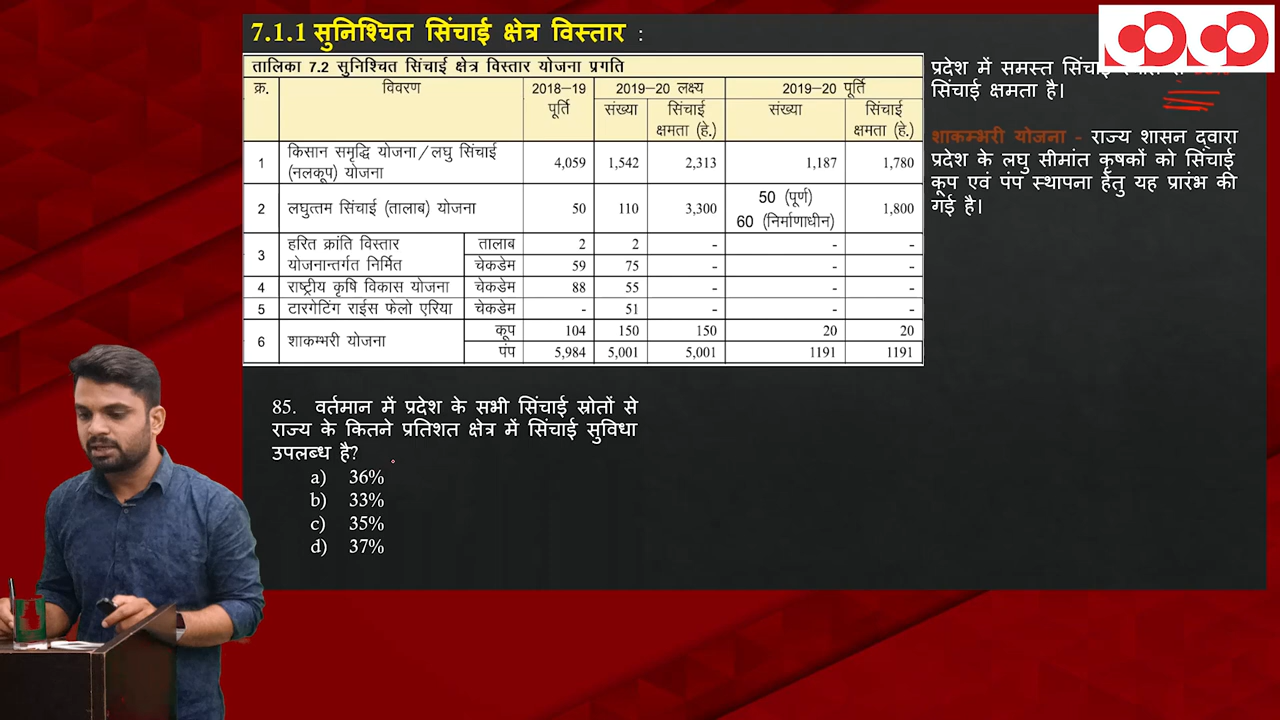 7.1.1 सुनिश्चित सिंचाई क्षेत्र विस्तार :
तालिका 7.2 सुनिश्चित सिंचाई क्षेत्र विस्तार योजना प्रगति
क्र. विवरण 2018–19 पूर्ति 2019–20 लक्ष्य 2019–20 पूर्ति
संख्या सिंचाई क्षमता (हे.) संख्या सिंचाई क्षमता (हे.)
1 किसान समृद्धि योजना/लघु सिंचाई (नलकूप) योजना 4,059 1,542 2,313 1,187 1,780
2 लघुत्तम सिंचाई (तालाब) योजना 50 110 3,300 50 (पूर्ण) 60 (निर्माणाधीन) 1,800
3 हरित क्रांति विस्तार योजनान्तर्गत निर्मित तालाब 2 2 - - -
चेकडेम 59 75 - - -
4 राष्ट्रीय कृषि विकास योजना चेकडेम 88 55 - - -
5 टारगेटिंग राईस फेलो एरिया चेकडेम - 51 - - -
6 शाकम्भरी योजना कूप 104 150 150 20 20
पंप 5,984 5,001 5,001 1191 1191
प्रदेश में समस्त सिंचाई
सिंचाई क्षमता है।
शाकम्भरी योजना - राज्य शासन द्वारा
प्रदेश के लघु सीमांत कृषकों को सिंचाई
कूप एवं पंप स्थापना हेतु यह प्रारंभ की
गई है।
85. वर्तमान में प्रदेश के सभी सिंचाई स्रोतों से
राज्य के कितने प्रतिशत क्षेत्र में सिंचाई सुविधा
उपलब्ध है?
a) 36%
b) 33%
c) 35%
d) 37%